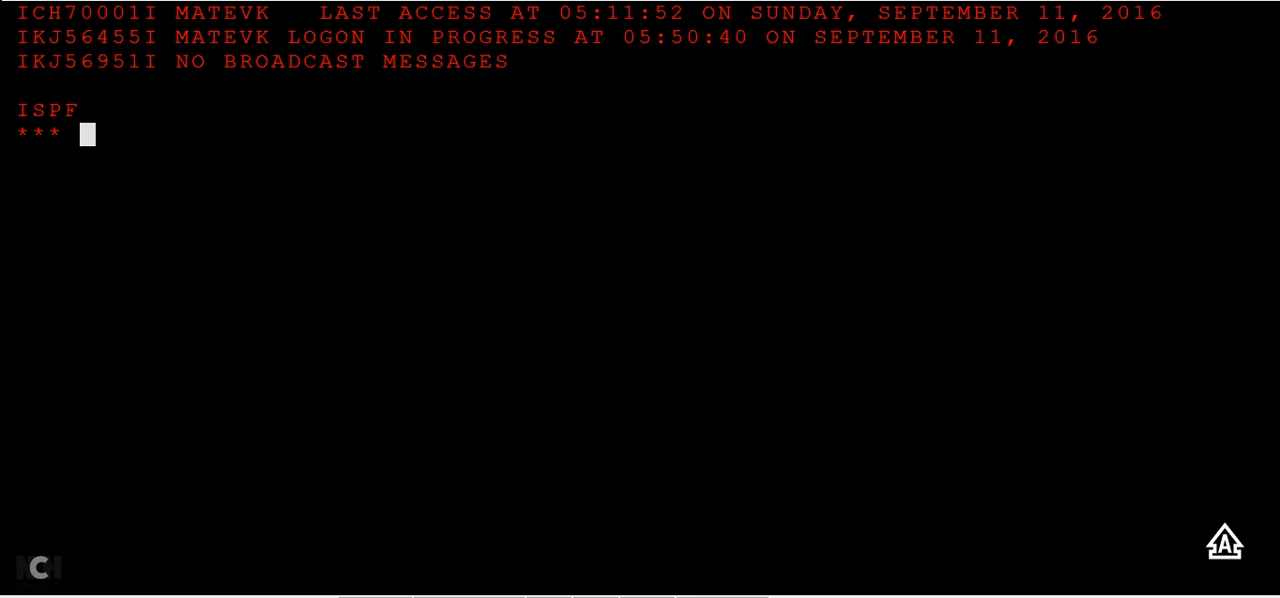 ICH70001I MATEVK   LAST ACCESS AT 05:11:52 ON SUNDAY, SEPTEMBER 11, 2016
IKJ56455I MATEVK LOGON IN PROGRESS AT 05:50:40 ON SEPTEMBER 11, 2016
IKJ56951I NO BROADCAST MESSAGES
ISPF
***
A
NCH